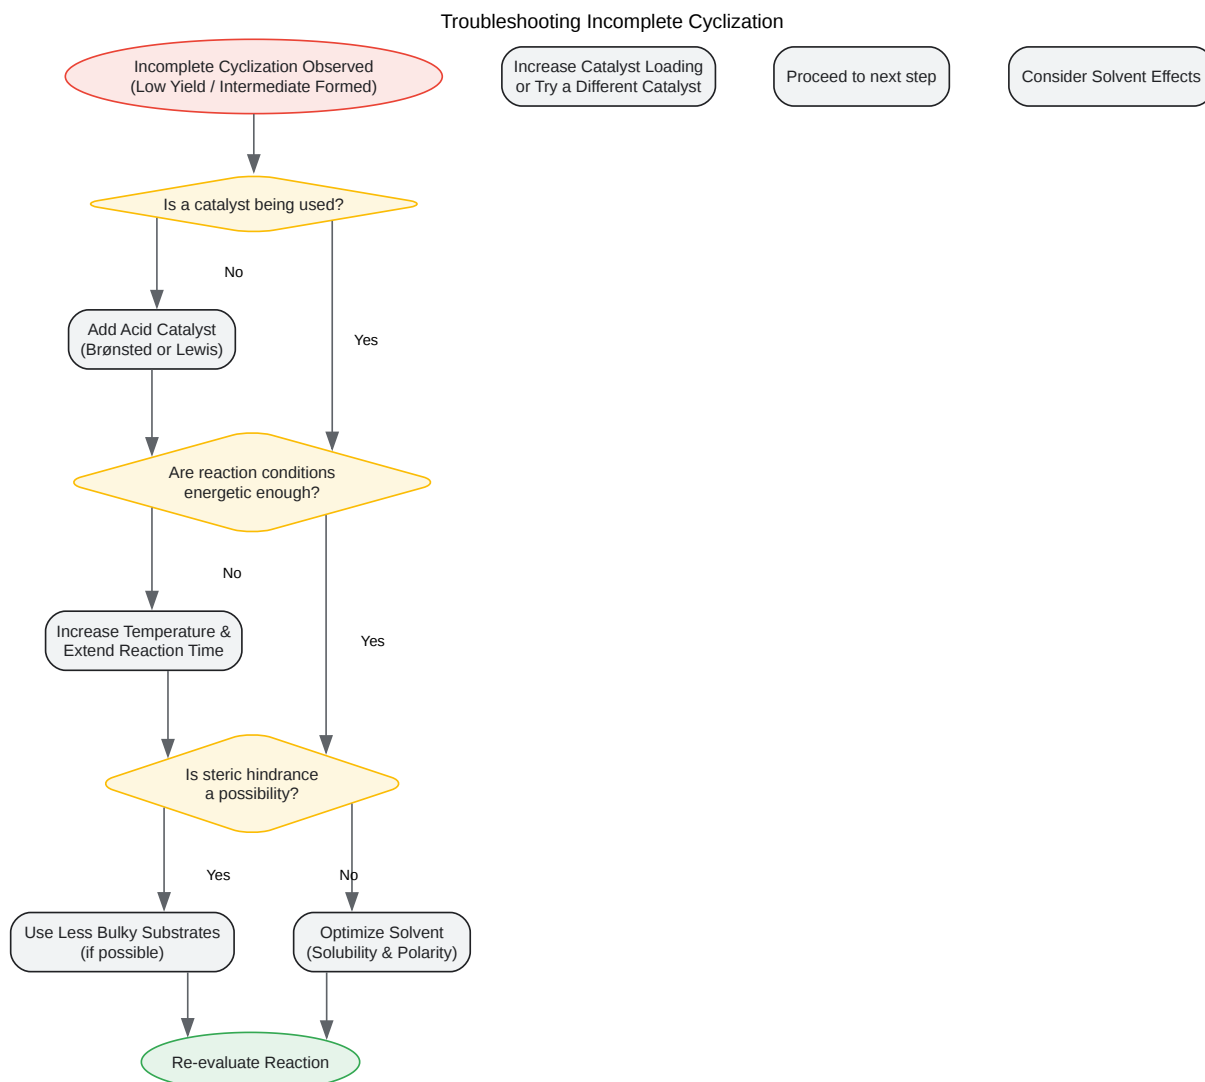 Troubleshooting Incomplete Cyclization
Incomplete Cyclization Observed
(Low Yield / Intermediate Formed)
Increase Catalyst Loading
or Try a Different Catalyst
Proceed to next step
Consider Solvent Effects
Is a catalyst being used?
No
Add Acid Catalyst
(Brønsted or Lewis)
Yes
Are reaction conditions
energetic enough?
No
Increase Temperature &
Extend Reaction Time
Yes
Is steric hindrance
a possibility?
Yes
No
Use Less Bulky Substrates
(if possible)
Optimize Solvent
(Solubility & Polarity)
Re-evaluate Reaction